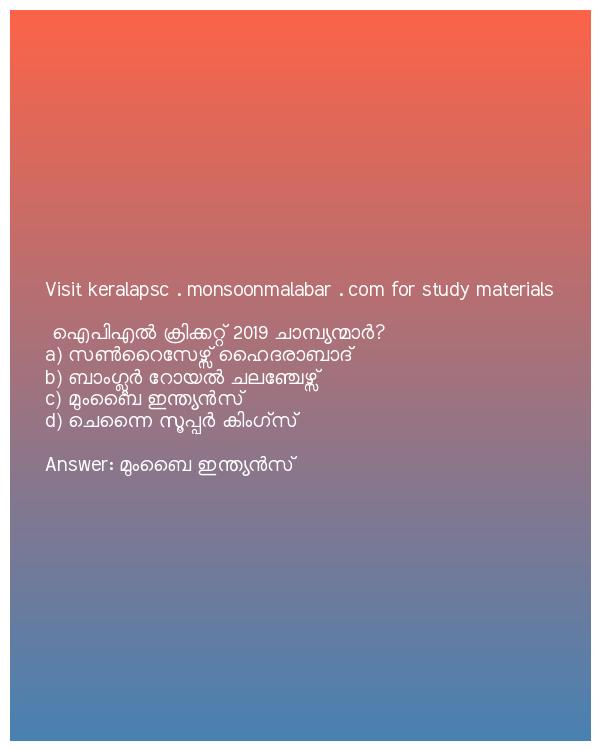 Visit keralapsc . monsoonmalabar . com for study materials
ഐപിഎൽ ക്രിക്കറ്റ് 2019 ചാമ്പ്യന്മാർ?
a) സൺറൈസേഴ്സ് ഹൈദരാബാദ്
b) ബാംഗ്ലൂർ റോയൽ ചലഞ്ചേഴ്സ്
c) മുംബൈ ഇന്ത്യൻസ്
d) ചെന്നൈ സൂപ്പർ കിംഗ്സ്
Answer: മുംബൈ ഇന്ത്യൻസ്